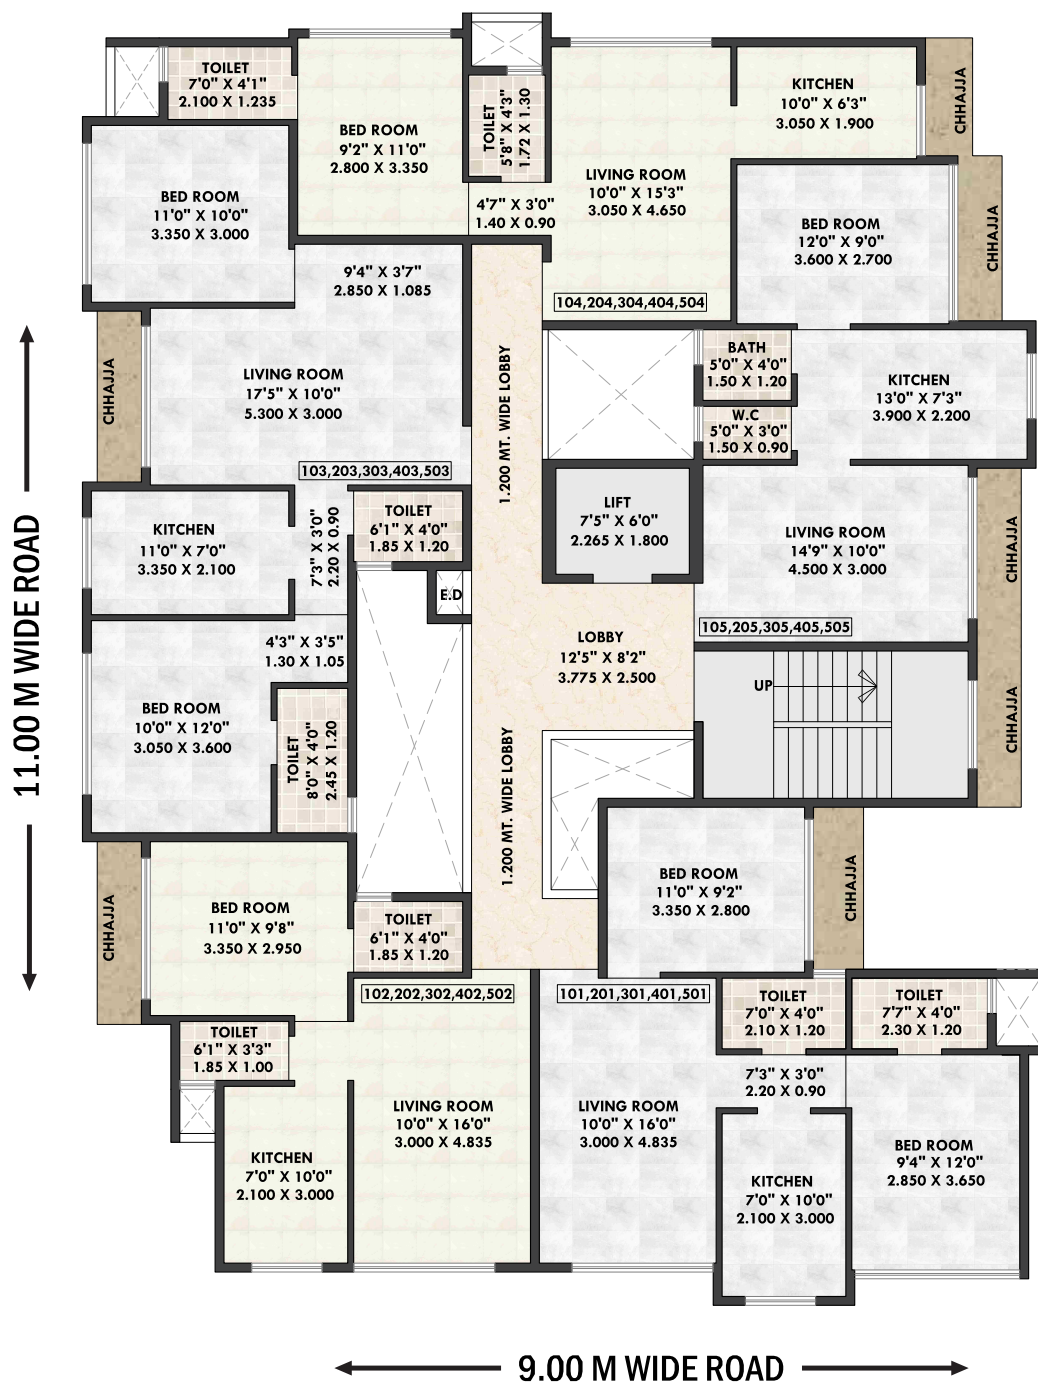 TOILET
7'0" X 4'1"
2.100 X 1.235
BED ROOM
9'2" X 11'0"
2.800 X 3.350
TOILET
5'8" X 4'3"
1.72 X 1.30
KITCHEN
10'0" X 6'3"
3.050 X 1.900
CHHAJJA
BED ROOM
11'0" X 10'0"
3.350 X 3.000
4'7" X 3'0"
1.40 X 0.90
LIVING ROOM
10'0" X 15'3"
3.050 X 4.650
BED ROOM
12'0" X 9'0"
3.600 X 2.700
CHHAJJA
9'4" X 3'7"
2.850 X 1.085
104,204,304,404,504
CHHAJJA
LIVING ROOM
17'5" X 10'0"
5.300 X 3.000
1.200 MT. WIDE LOBBY
BATH
5'0" X 4'0"
1.50 X 1.20
KITCHEN
13'0" X 7'3"
3.900 X 2.200
W.C
5'0" X 3'0"
1.50 X 0.90
103,203,303,403,503
KITCHEN
11'0" X 7'0"
3.350 X 2.100
7'3" X 3'0"
2.20 X 0.90
TOILET
6'1" X 4'0"
1.85 X 1.20
LIFT
7'5" X 6'0"
2.265 X 1.800
LIVING ROOM
14'9" X 10'0"
4.500 X 3.000
CHHAJJA
E.D
105,205,305,405,505
4'3" X 3'5"
1.30 X 1.05
LOBBY
12'5" X 8'2"
3.775 X 2.500
11.00 M WIDE ROAD
BED ROOM
10'0" X 12'0"
3.050 X 3.600
TOILET
8'0" X 4'0"
2.45 X 1.20
UP
CHHAJJA
1.200 MT. WIDE LOBBY
CHHAJJA
BED ROOM
11'0" X 9'8"
3.350 X 2.950
TOILET
6'1" X 4'0"
1.85 X 1.20
BED ROOM
11'0" X 9'2"
3.350 X 2.800
CHHAJJA
102,202,302,402,502
101,201,301,401,501
TOILET
7'0" X 4'0"
2.10 X 1.20
TOILET
7'7" X 4'0"
2.30 X 1.20
TOILET
6'1" X 3'3"
1.85 X 1.00
7'3" X 3'0"
2.20 X 0.90
LIVING ROOM
10'0" X 16'0"
3.000 X 4.835
LIVING ROOM
10'0" X 16'0"
3.000 X 4.835
KITCHEN
7'0" X 10'0"
2.100 X 3.000
KITCHEN
7'0" X 10'0"
2.100 X 3.000
BED ROOM
9'4" X 12'0"
2.850 X 3.650
9.00 M WIDE ROAD